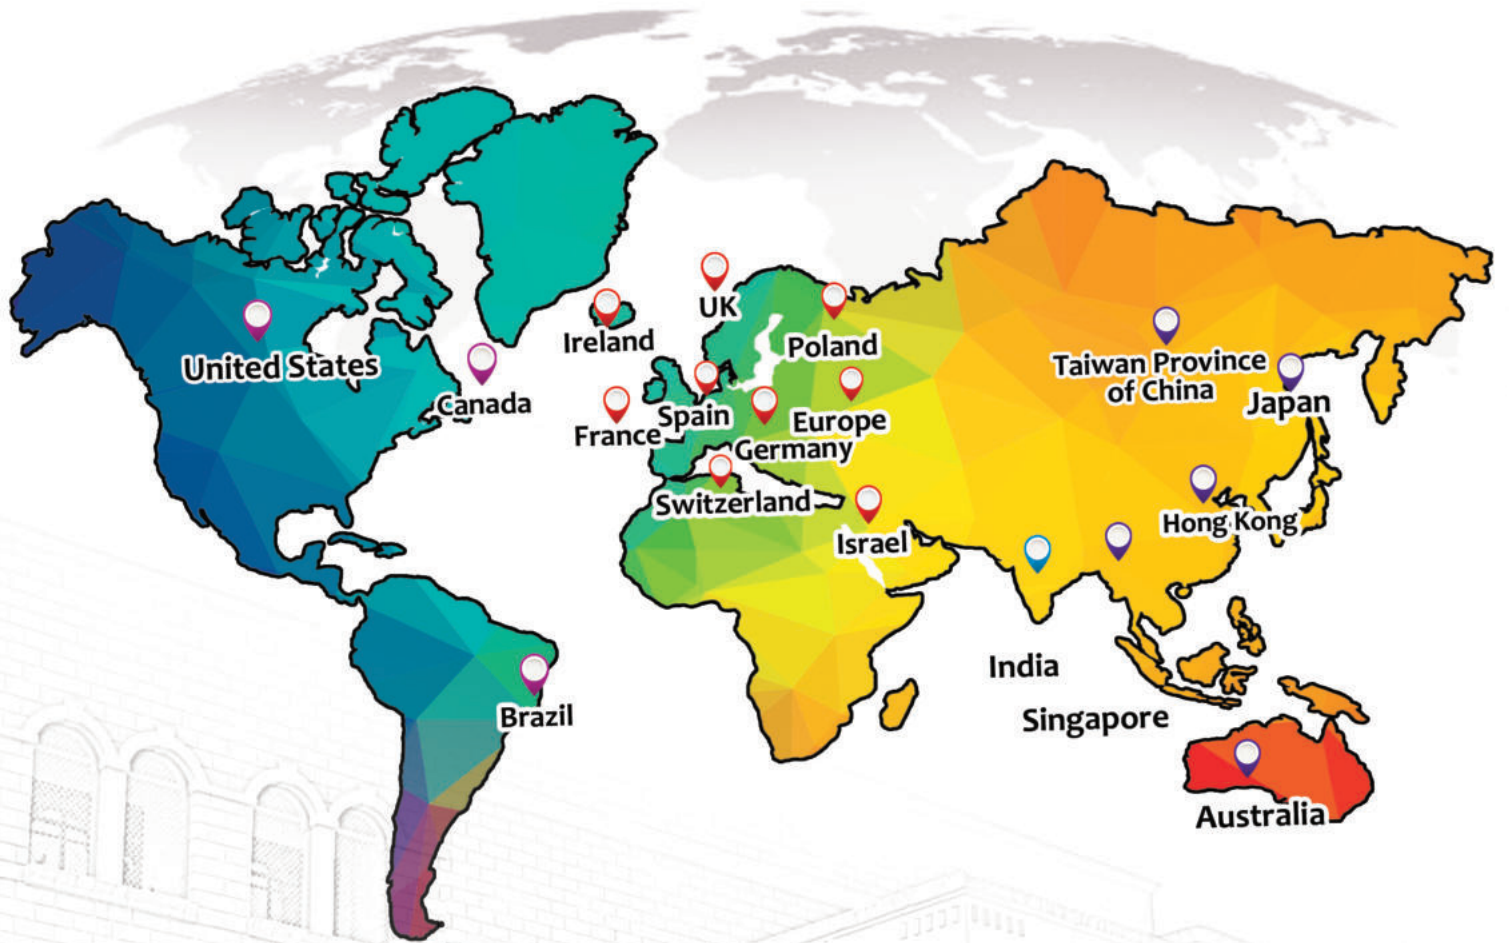 UK
Ireland
Poland
United States
Taiwan Province
of China
Canada
Japan
Spain
Europe
France
Germany
Switzerland
Hong Kong
Israel
India
Brazil
Singapore
Australia